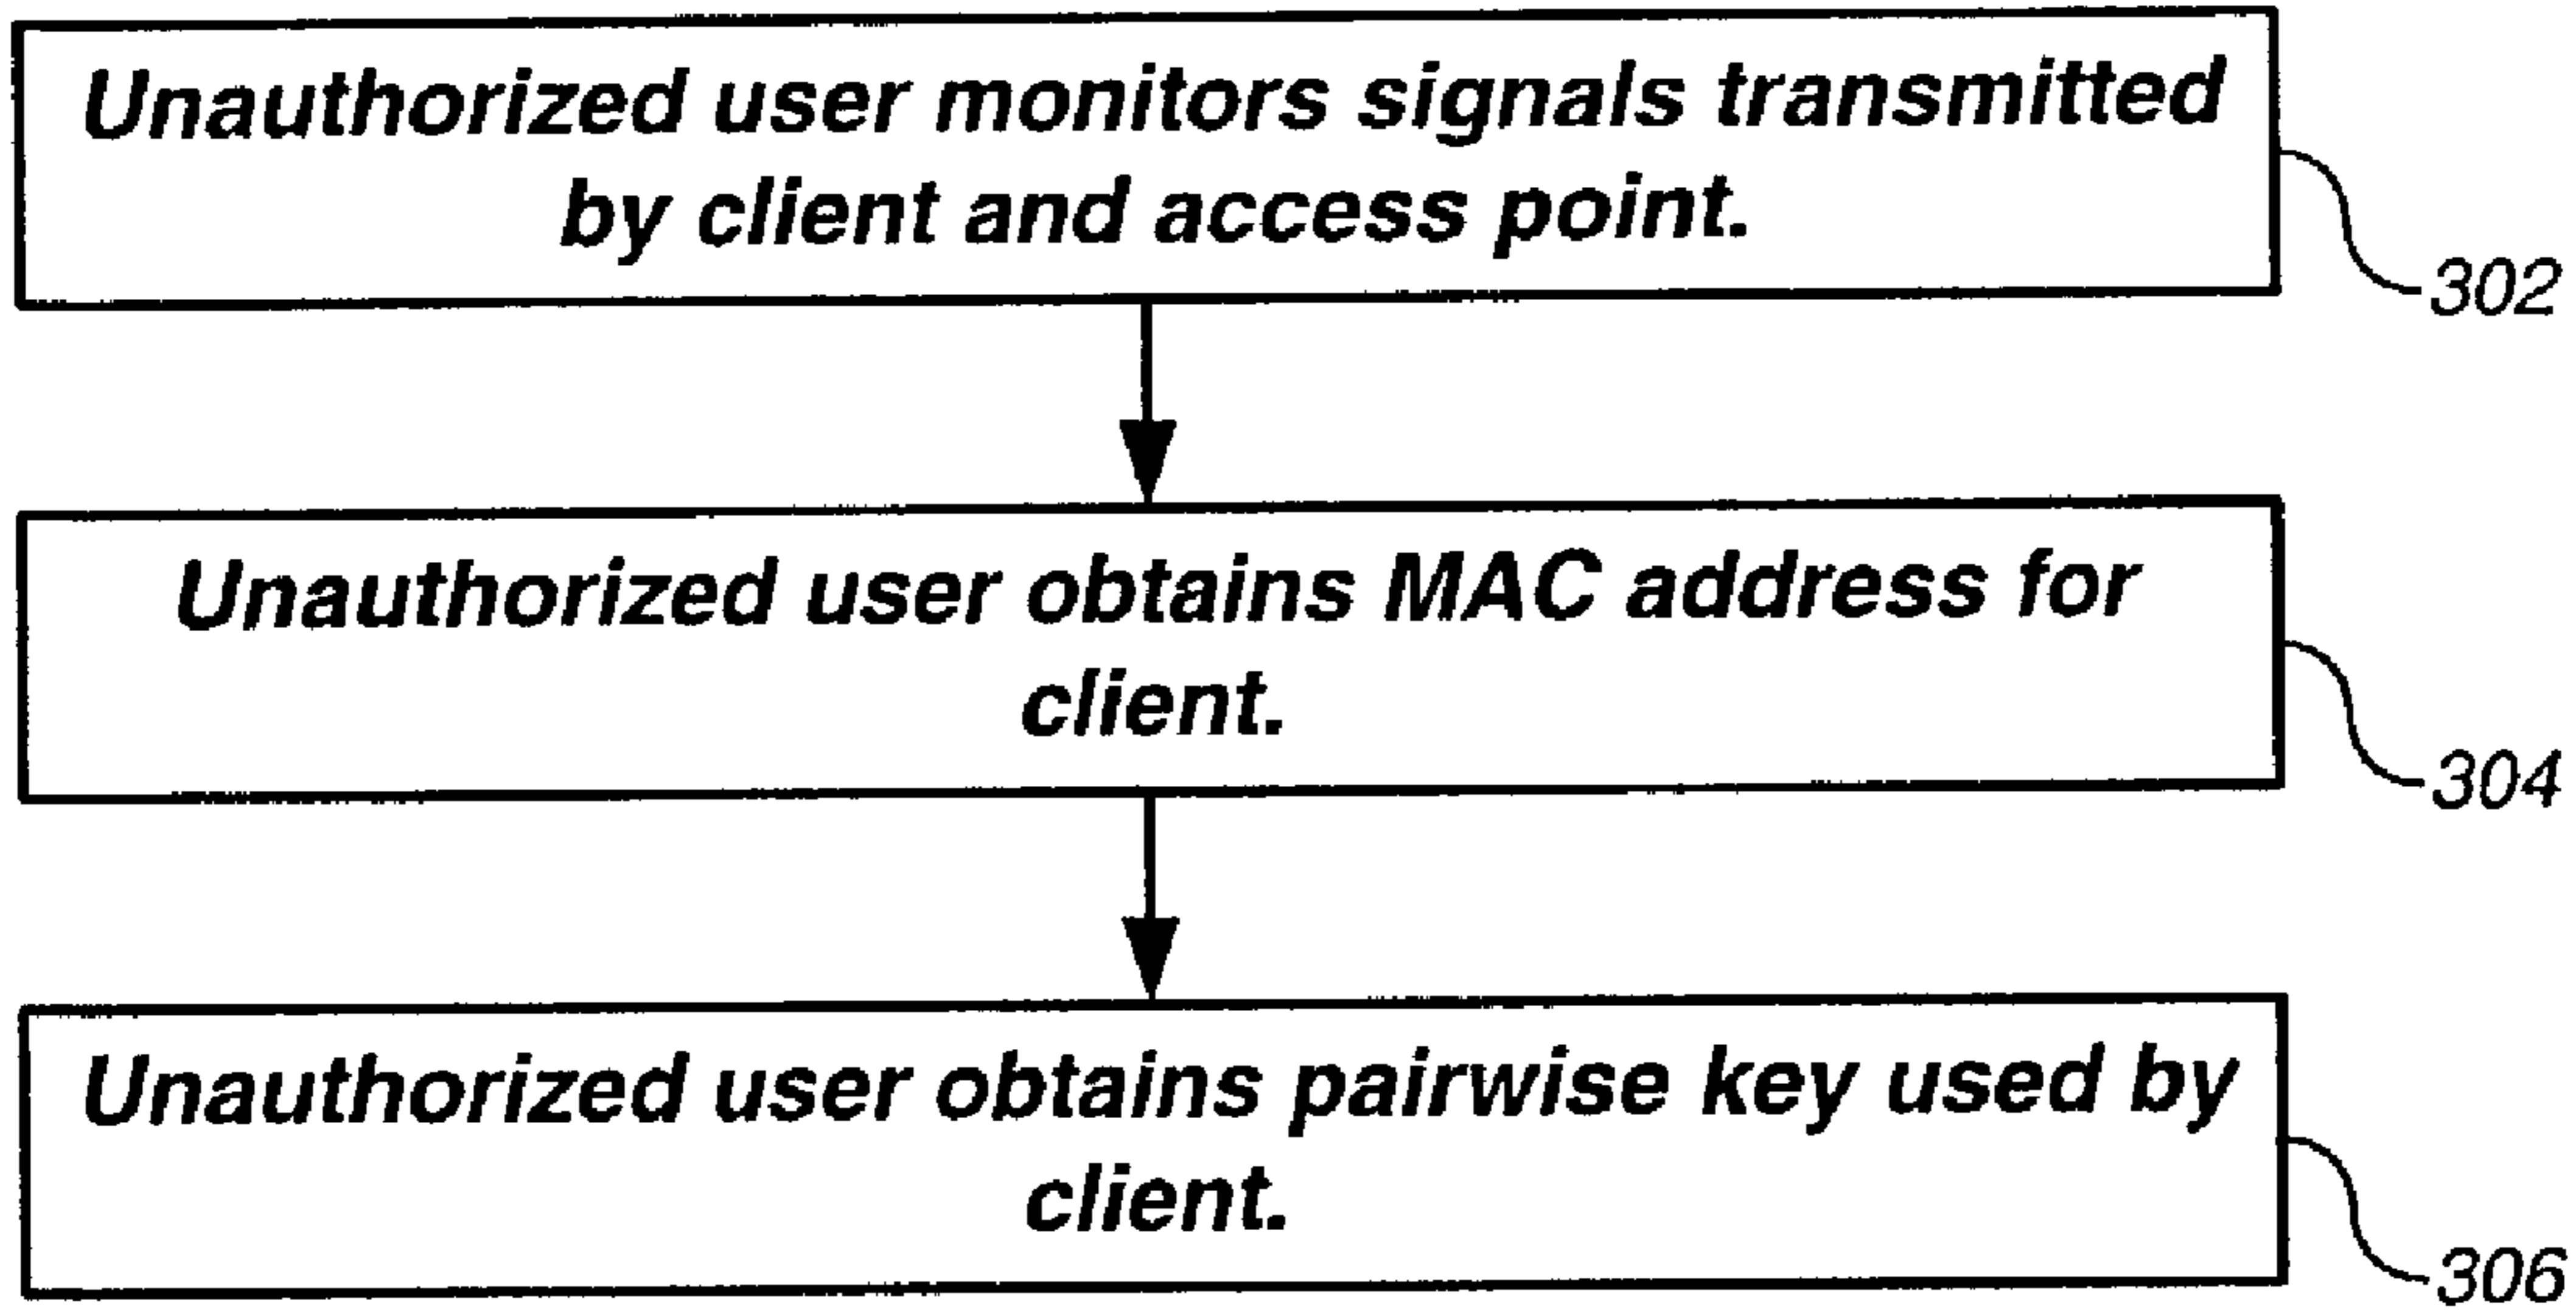 Unauthorized user monitors signals transmitted
by client and access point.
302
Unauthorized user obtains MAC address for
client.
304
Unauthorized user obtains pairwise key used by
client.
306